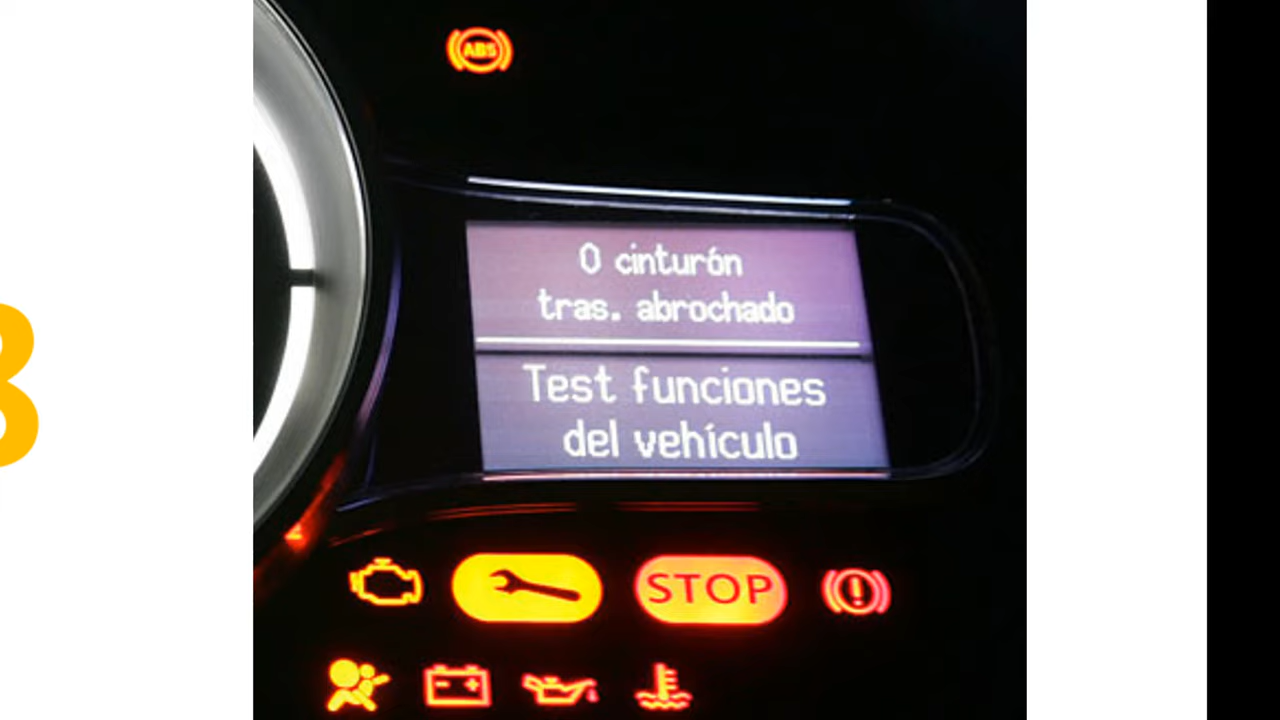 ABS
0 cinturón
tras. abrochado
Test funciones
del vehículo
STOP